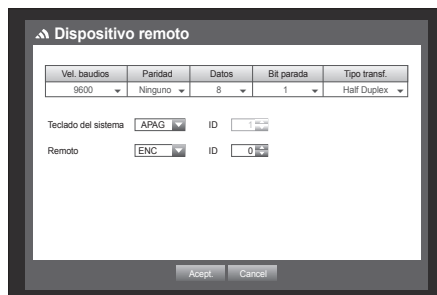 Dispositivo remoto
Vel. baudios Paridad Datos Bit parada Tipo transf.
9600 Ninguno 8 1 Half Duplex
Teclado del sistema APAG ID 1
Remoto ENC ID 0
Acept. Cancel